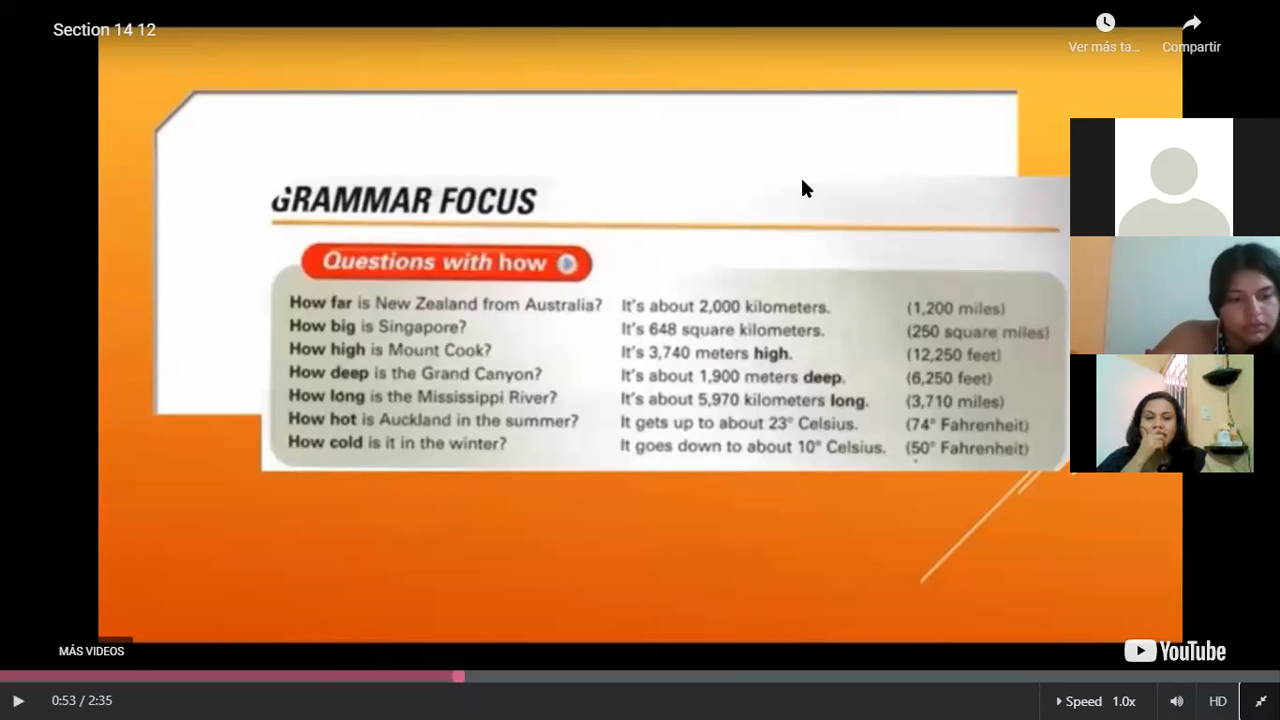 Section 14 12
Ver más ta...
Compartir
GRAMMAR FOCUS
Questions with how
How far is New Zealand from Australia? It's about 2,000 kilometers. (1,200 miles)
How big is Singapore? It's 648 square kilometers. (250 square miles)
How high is Mount Cook? It's 3,740 meters high. (12,250 feet)
How deep is the Grand Canyon? It's about 1,900 meters deep. (6,250 feet)
How long is the Mississippi River? It's about 5,970 kilometers long. (3,710 miles)
How hot is Auckland in the summer? It gets up to about 23° Celsius. (74° Fahrenheit)
How cold is it in the winter? It goes down to about 10° Celsius. (50° Fahrenheit)
MÁS VIDEOS
YouTube
0:53 / 2:35
Speed 1.0x
HD